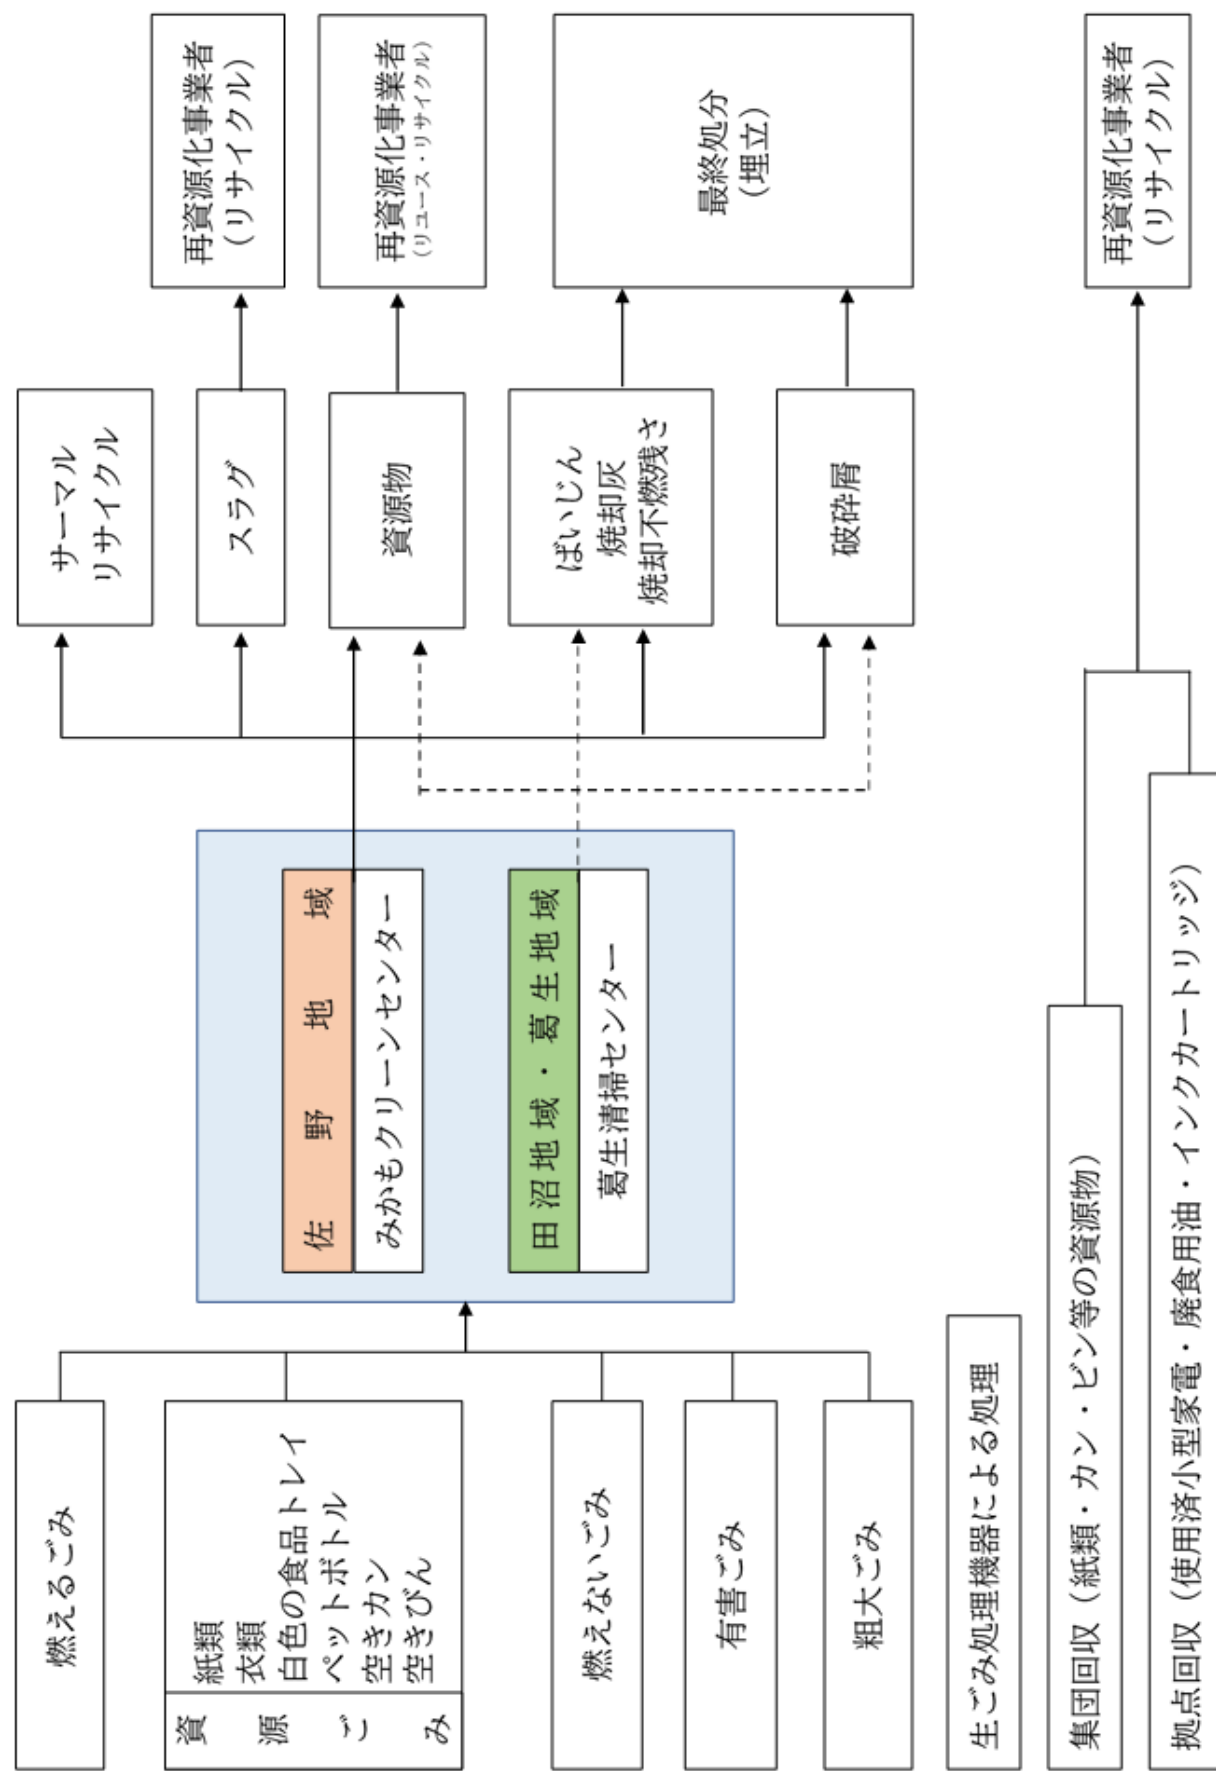 燃えるごみ
資源ごみ
紙類
衣類
白色の食品トレイ
ペットボトル
空きカン
空きびん
燃えないごみ
有害ごみ
粗大ごみ
生ごみ処理機器による処理
集団回収（紙類・カン・ビン等の資源物）
拠点回収（使用済小型家電・廃食用油・インクカートリッジ）
佐野地域
みかもクリーンセンター
田沼地域・葛生地域
葛生清掃センター
サーマル
リサイクル
スラグ
資源物
ばいじん
焼却灰
焼却不燃残さ
破砕屑
再資源化事業者
（リサイクル）
再資源化事業者
（リユース・リサイクル）
最終処分
（埋立）
再資源化事業者
（リサイクル）